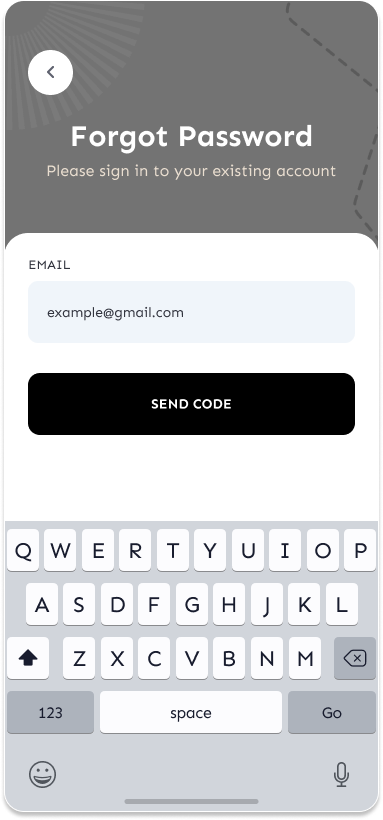 Forgot Password
Please sign in to your existing account
EMAIL
example@gmail.com
SEND CODE
Q W E R T Y U I O P
A S D F G H J K L
Z X C V B N M
123 space Go